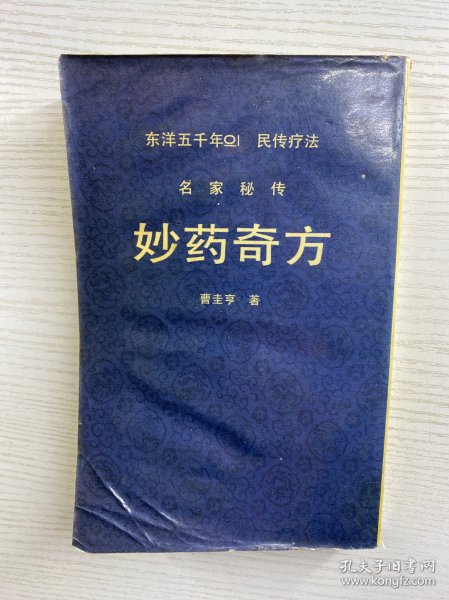 东洋五千年의 民传疗法
名家秘传
妙药奇方
曹圭亨 著
孔夫子旧书网
www.kongfz.com